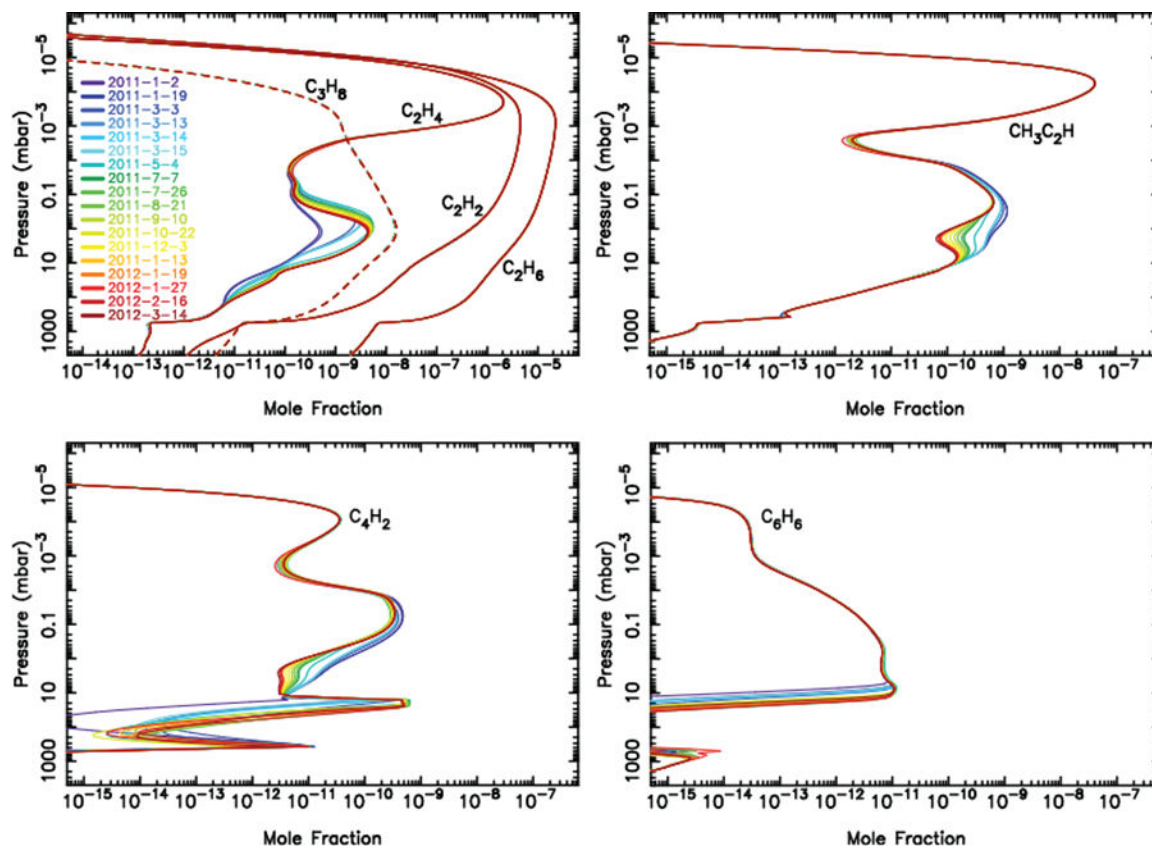 10⁻⁵
10⁻³
0.1
10
1000
Pressure (mbar)
2011-1-2
2011-1-19
2011-3-3
2011-3-13
2011-3-14
2011-3-15
2011-5-4
2011-7-7
2011-7-26
2011-8-21
2011-9-10
2011-10-22
2011-12-3
2011-1-13
2012-1-19
2012-1-27
2012-2-16
2012-3-14
C₃H₈
C₂H₄
C₂H₂
C₂H₆
10⁻¹⁴ 10⁻¹³ 10⁻¹² 10⁻¹¹ 10⁻¹⁰ 10⁻⁹ 10⁻⁸ 10⁻⁷ 10⁻⁶ 10⁻⁵
Mole Fraction
10⁻⁵
10⁻³
0.1
10
1000
Pressure (mbar)
CH₃C₂H
10⁻¹⁵ 10⁻¹⁴ 10⁻¹³ 10⁻¹² 10⁻¹¹ 10⁻¹⁰ 10⁻⁹ 10⁻⁸ 10⁻⁷
Mole Fraction
10⁻⁵
10⁻³
0.1
10
1000
Pressure (mbar)
C₄H₂
10⁻¹⁵ 10⁻¹⁴ 10⁻¹³ 10⁻¹² 10⁻¹¹ 10⁻¹⁰ 10⁻⁹ 10⁻⁸ 10⁻⁷
Mole Fraction
10⁻⁵
10⁻³
0.1
10
1000
Pressure (mbar)
C₆H₆
10⁻¹⁵ 10⁻¹⁴ 10⁻¹³ 10⁻¹² 10⁻¹¹ 10⁻¹⁰ 10⁻⁹ 10⁻⁸ 10⁻⁷
Mole Fraction